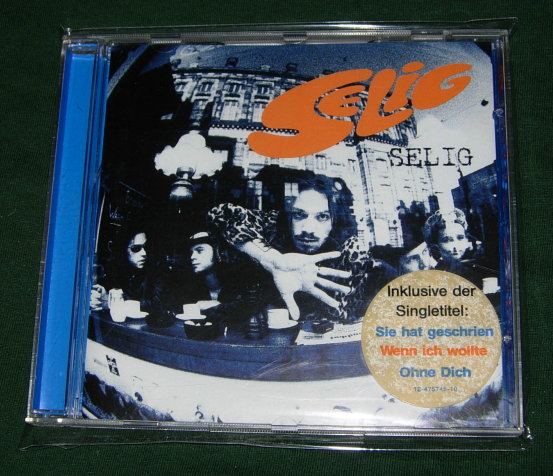 SELIG
SELIG
Inklusive der
Singletitel:
Sie hat geschrien
Wenn ich wollte
Ohne Dich